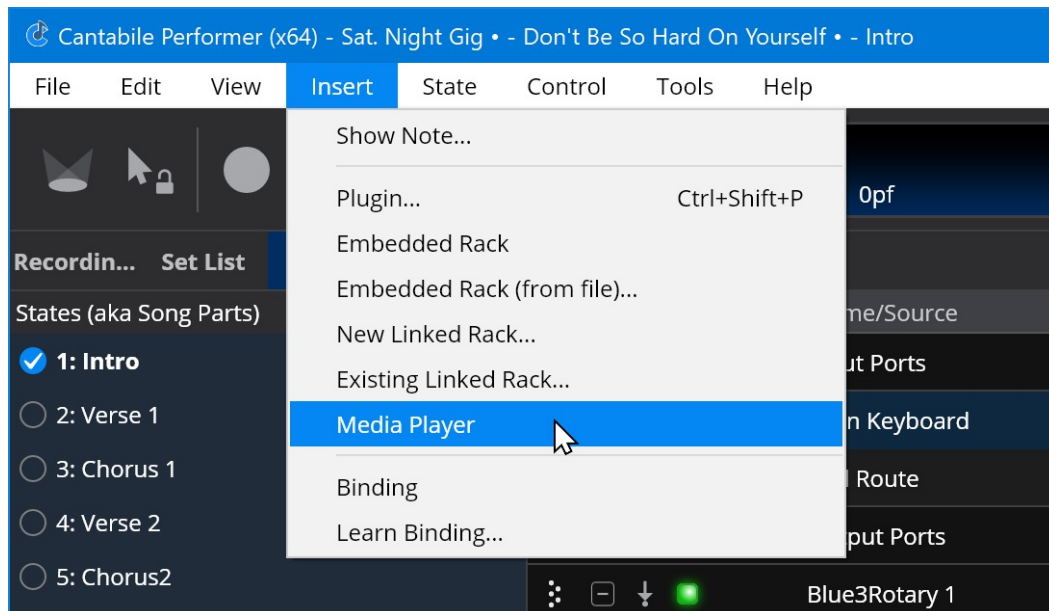 Cantabile Performer (x64) - Sat. Night Gig • - Don't Be So Hard On Yourself • - Intro
File Edit View Insert State Control Tools Help
Show Note...
Plugin... Ctrl+Shift+P
0pf
Embedded Rack
Recordin... Set List
Embedded Rack (from file)...
States (aka Song Parts)
New Linked Rack...
me/Source
1: Intro
Existing Linked Rack...
ut Ports
2: Verse 1
Media Player
n Keyboard
3: Chorus 1
Binding
Route
4: Verse 2
Learn Binding...
put Ports
5: Chorus2
Blue3Rotary 1